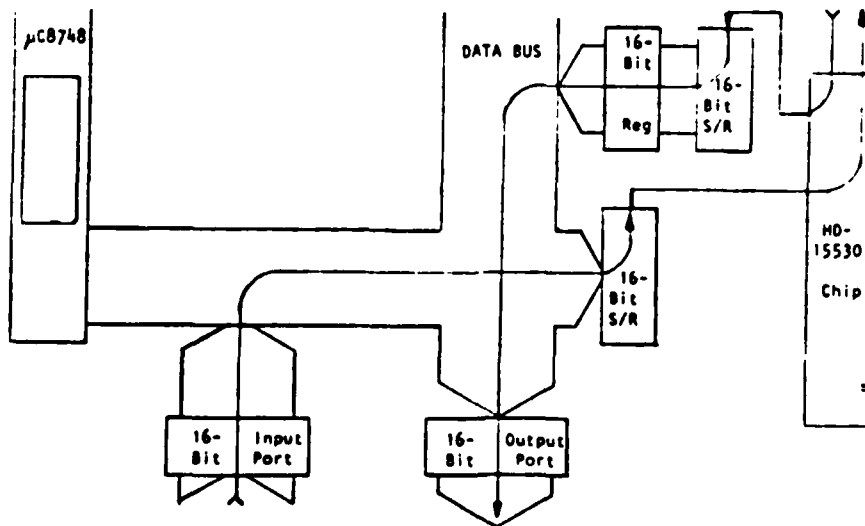 µC8748
DATA BUS
16-
Bit
Reg
16-
Bit
S/R
16-
Bit
S/R
HD-
15530
Chip
16-
Bit
Input
Port
16-
Bit
Output
Port